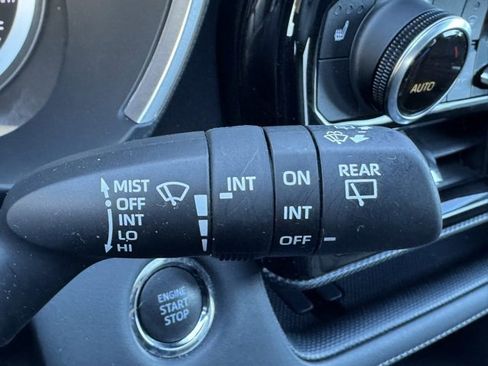 AUTO
MIST
OFF
INT
LO
HI
INT
ON
INT
OFF
REAR
ENGINE
START
STOP